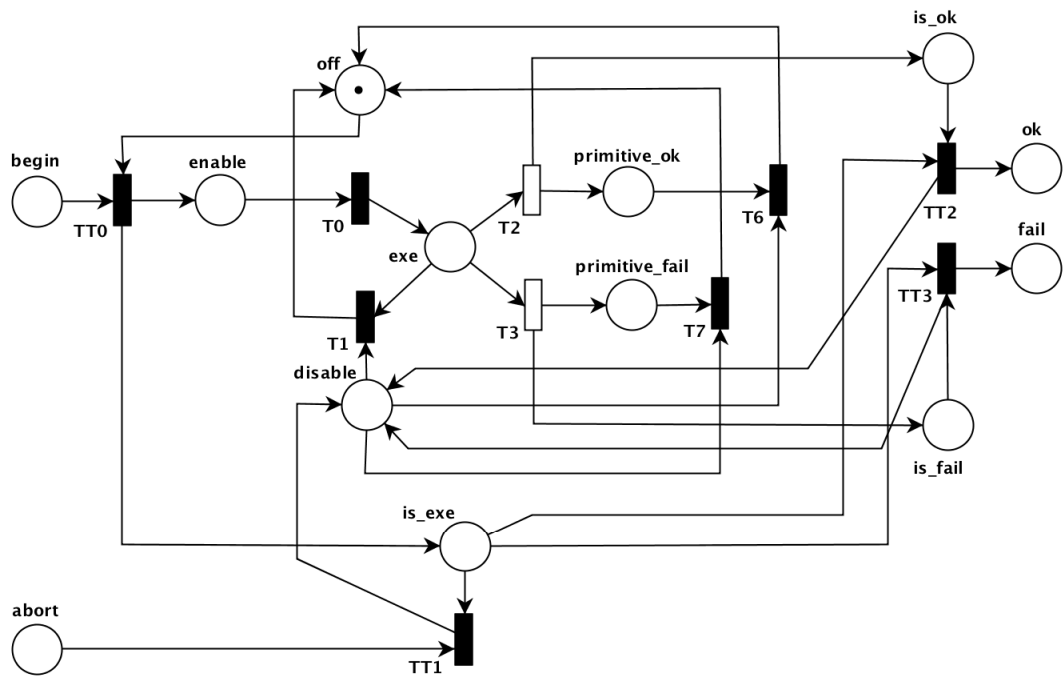 is_ok
off
ok
begin
enable
primitive_ok
TT0
T0
T2
T6
TT2
exe
fail
primitive_fail
T1
T3
T7
TT3
disable
is_fail
is_exe
abort
TT1